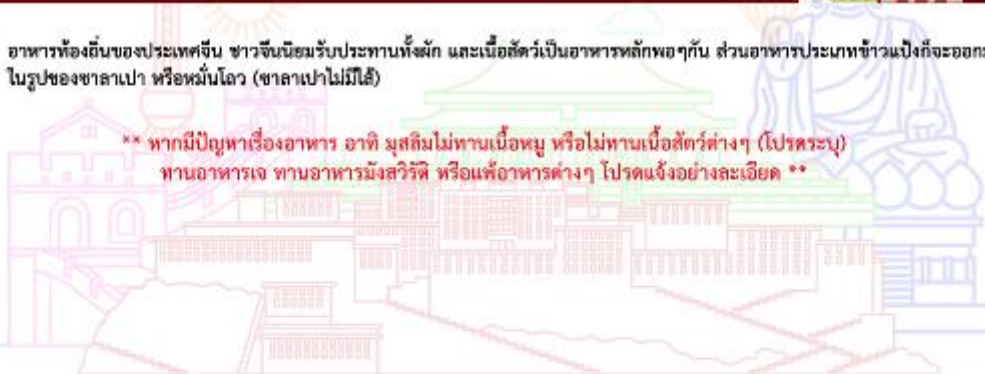 อาหารท้องถิ่นของประเทศจีน ชาวจีนนิยมรับประทานทั้งผัก และเนื้อสัตว์เป็นอาหารหลักพอๆกัน ส่วนอาหารประเภทข้าวแป้งก็จะออก
ในรูปของซาลาเปา หรือหมั่นโถว (ซาลาเปาไม่มีไส้)
** หากมีปัญหาเรื่องอาหาร อาทิ มุสลิมไม่ทานเนื้อหมู หรือไม่ทานเนื้อสัตว์ต่างๆ (โปรดระบุ)
ทานอาหารเจ ทานอาหารมังสวิรัติ หรือแพ้อาหารต่างๆ โปรดแจ้งอย่างละเอียด **